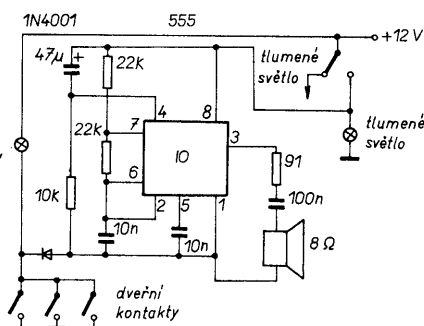 1N4001 555
+12 V
47µ +
22k
tlumené
světlo
4
8
22k
7
3
IO
91
tlumené
světlo
6
10k
2
5
1
100n
10n
10n
8 Ω
dveřní
kontakty